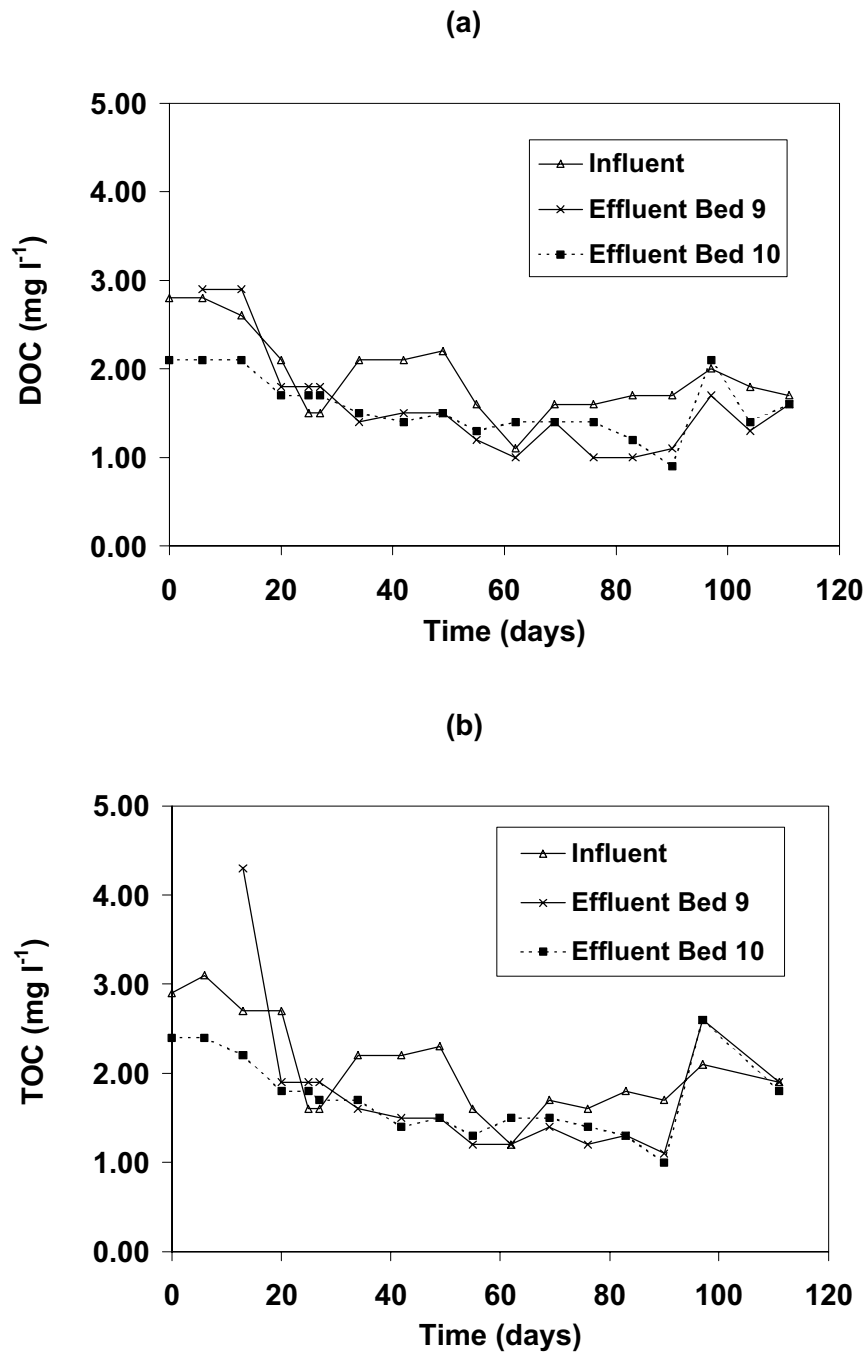 (a)
5.00
4.00
3.00
2.00
1.00
0.00
DOC (mg l⁻¹)
Influent
Effluent Bed 9
Effluent Bed 10
0 20 40 60 80 100 120
Time (days)
(b)
5.00
4.00
3.00
2.00
1.00
0.00
TOC (mg l⁻¹)
Influent
Effluent Bed 9
Effluent Bed 10
0 20 40 60 80 100 120
Time (days)